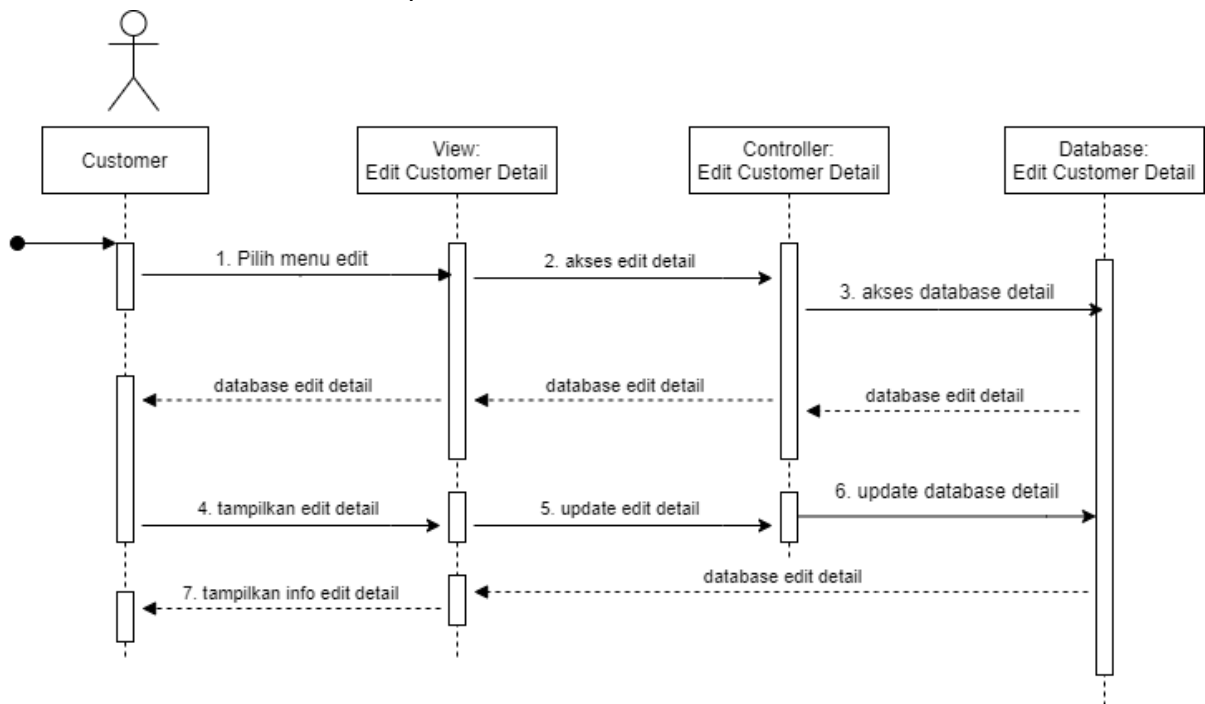 Customer
View:
Edit Customer Detail
Controller:
Edit Customer Detail
Database:
Edit Customer Detail
1. Pilih menu edit
2. akses edit detail
3. akses database detail
database edit detail
database edit detail
database edit detail
4. tampilkan edit detail
5. update edit detail
6. update database detail
database edit detail
7. tampilkan info edit detail